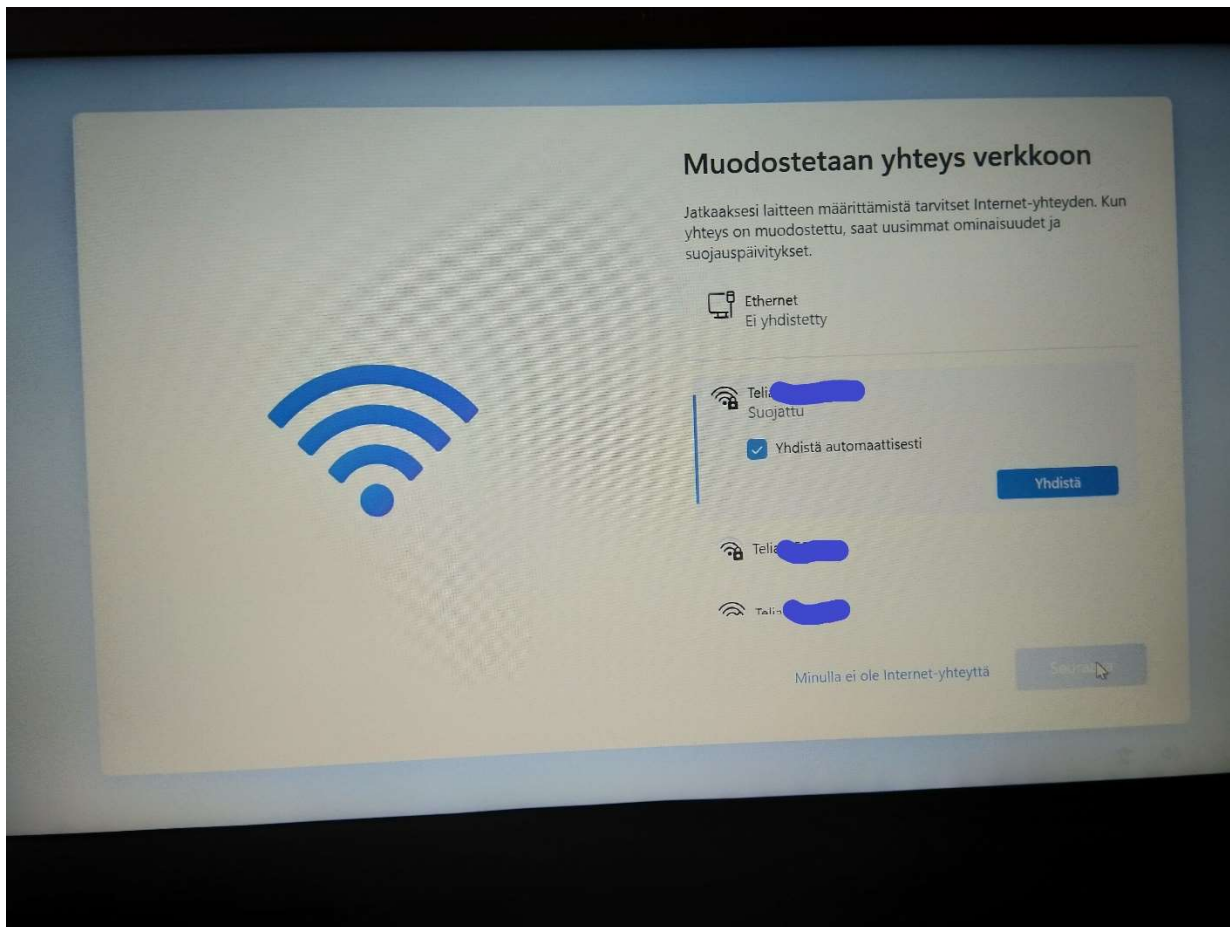 Muodostetaan yhteys verkkoon
Jatkaaksesi laitteen määrittämistä tarvitset Internet-yhteyden. Kun
yhteys on muodostettu, saat uusimmat ominaisuudet ja
suojauspäivitykset.
Ethernet
Ei yhdistetty
Suojattu
Yhdistä automaattisesti
Yhdistä
Telia
Minulla ei ole Internet-yhteyttä